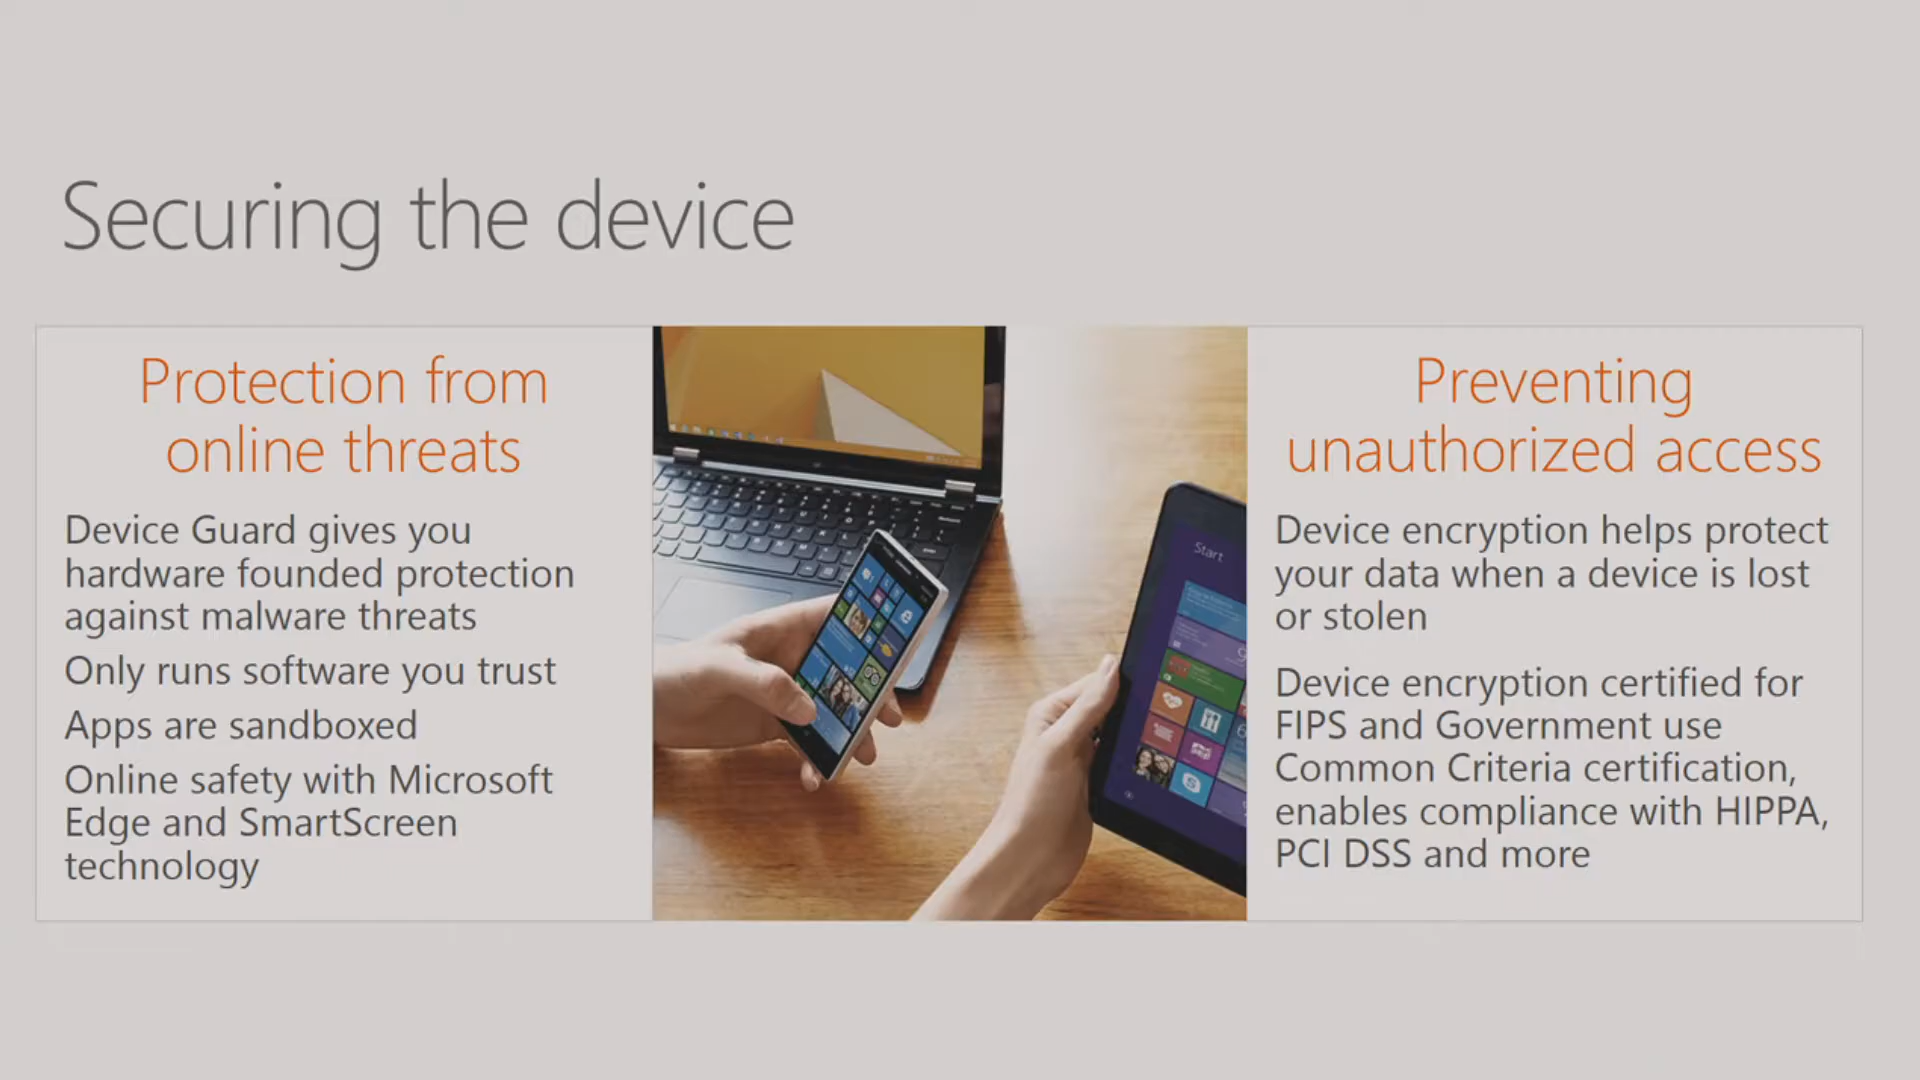 Securing the device
Protection from
online threats
Device Guard gives you
hardware founded protection
against malware threats
Only runs software you trust
Apps are sandboxed
Online safety with Microsoft
Edge and SmartScreen
technology
Start
Preventing
unauthorized access
Device encryption helps protect
your data when a device is lost
or stolen
Device encryption certified for
FIPS and Government use
Common Criteria certification,
enables compliance with HIPPA,
PCI DSS and more